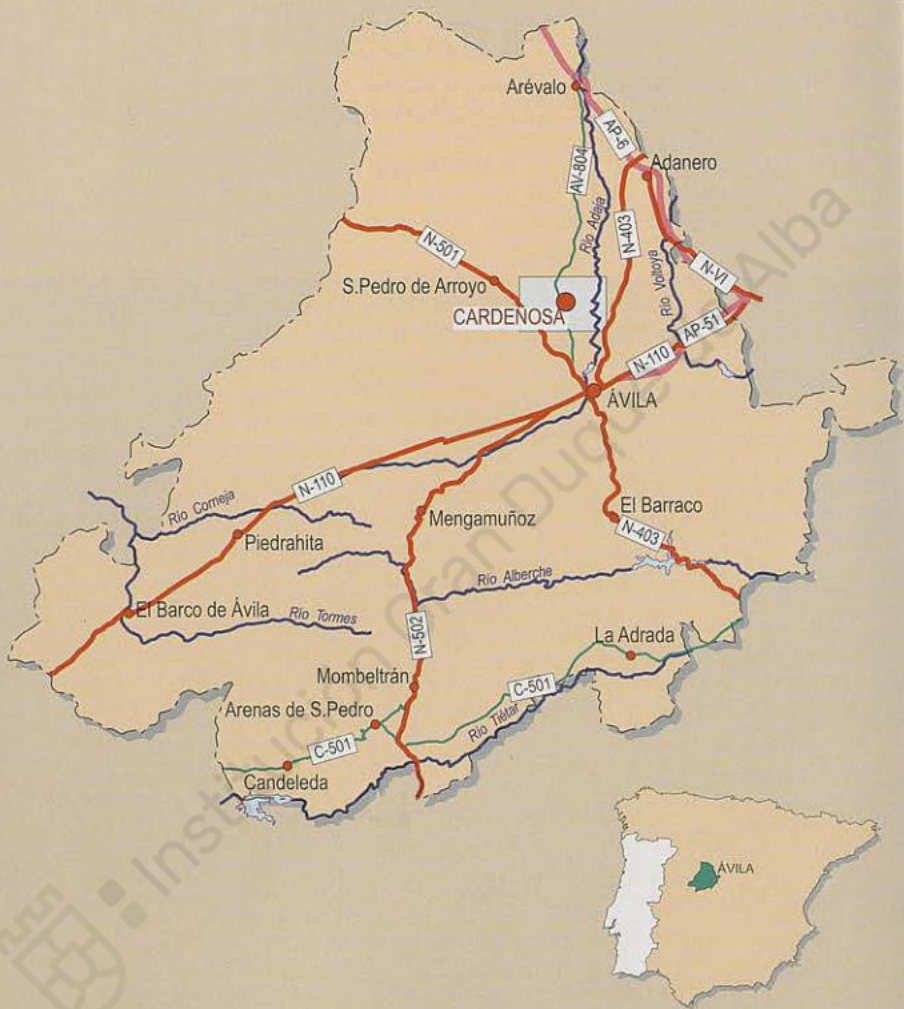 Arévalo
AP-6
Adanero
AV-804
Río Adaja
N-403
N-501
Río Voltoya
N-VI
S.Pedro de Arroyo
CARDEÑOSA
AP-51
N-110
ÁVILA
N-110
Río Corneja
Mengamuñoz
El Barraco
N-403
Piedrahita
Río Alberche
El Barco de Ávila
Río Tormes
N-502
La Adrada
Mombeltrán
C-501
Arenas de S.Pedro
Río Tiétar
C-501
Candeleda
ÁVILA
Institución Gran Duque de Alba